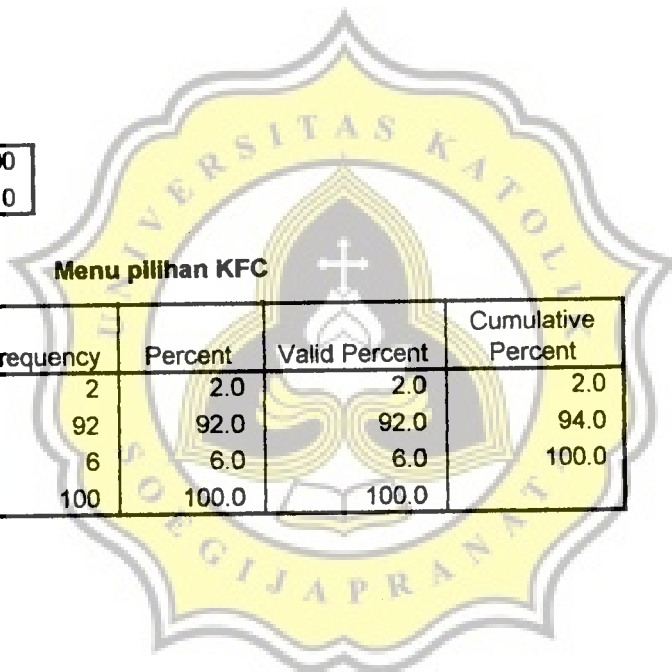 00
0
UNIVERSITAS KATOLIK
Menu pilihan KFC
requency Percent Valid Percent Cumulative Percent
2 2.0 2.0 2.0
92 92.0 92.0 94.0
6 6.0 6.0 100.0
100 100.0 100.0
SOEGIJAPRANATA